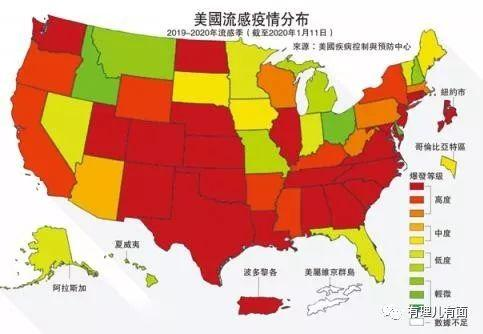 美國流感疫情分布
2019-2020年流感季(截至2020年1月11日)
來源:美國疾病控制與預防中心
紐約市
哥倫比亞特區
爆發等級
高度
中度
低度
輕微
數據不足
阿拉斯加
夏威夷
波多黎各
美屬維京群島
有理儿有面